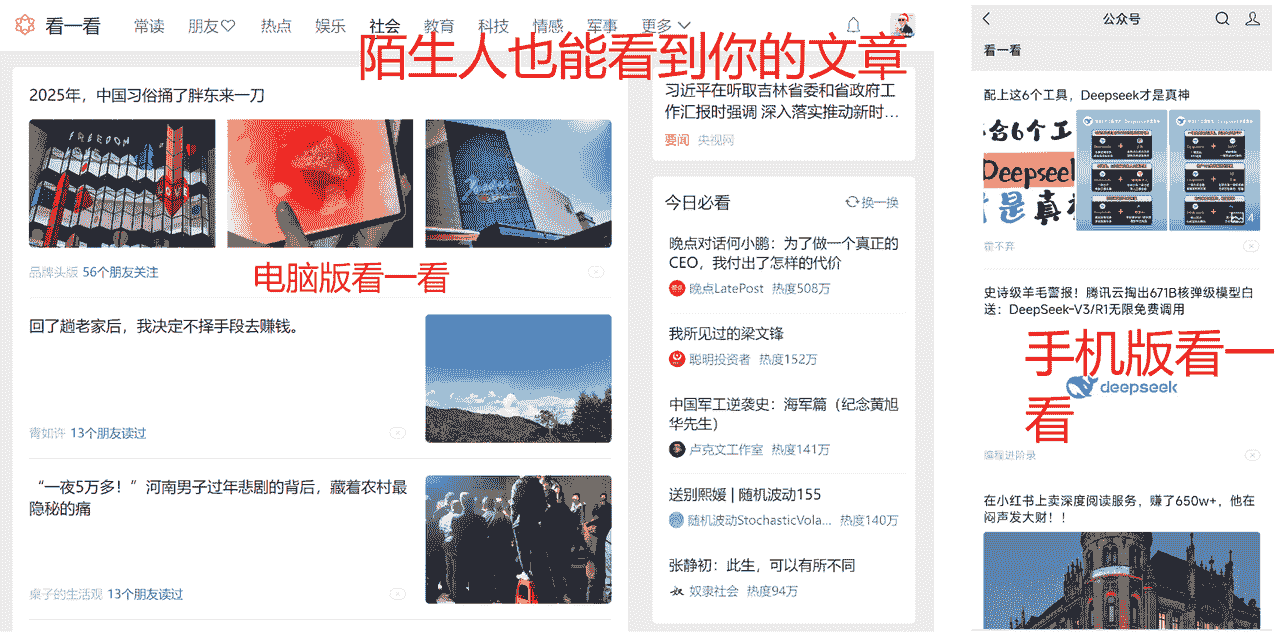 看一看
常读 朋友♡ 热点 娱乐 社会 教育 科技 情感 军事 更多
陌生人也能看到你的文章
2025年，中国习俗捅了胖东来一刀
FREEDOM
品牌头版 56个朋友关注
电脑版看一看
回了趟老家后，我决定不择手段去赚钱。
胥如许 13个朋友读过
“一夜5万多！”河南男子过年悲剧的背后，藏着农村最
隐秘的痛
桌子的生活观 13个朋友读过
习近平在听取吉林省委和省政府工
作汇报时强调 深入落实推动新时…
要闻 央视网
今日必看
换一换
晚点对话何小鹏：为了做一个真正的
CEO，我付出了怎样的代价
晚点LatePost 热度508万
我所见过的梁文锋
聪明投资者 热度152万
中国军工逆袭史：海军篇（纪念黄旭
华先生）
卢克文工作室 热度141万
送别熙媛 | 随机波动155
随机波动StochasticVola... 热度140万
张静初：此生，可以有所不同
奴隶社会 热度94万
公众号
看一看
配上这6个工具，Deepseek才是真神
合6个工
Deepseek
是真
4
霍不弃
史诗级羊毛警报！腾讯云掏出671B核弹级模型白
送：DeepSeek-V3/R1无限免费调用
手机版看一
看
deepseek
编程进阶录
在小红书上卖深度阅读服务，赚了650w+，他在
闷声发大财！！